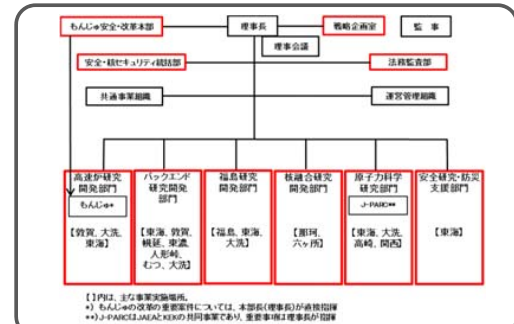 もんじゅ安全・改革本部
理事長
戦略企画室
監 事
理事会議
安全・核セキュリティ統括部
法務監査部
共通事業組織
運営管理組織
高速炉研究
開発部門
もんじゅ*
【敦賀、大洗、
東海】
バックエンド
研究開発
部門
【東海、敦賀、
幌延、東濃、
人形峠、
むつ、大洗】
福島研究
開発部門
【福島、東海、
大洗】
核融合研究
開発部門
【那珂、
六ヶ所】
原子力科学
研究部門
J-PARC**
【東海、大洗、
高崎、関西】
安全研究・防災
支援部門
【東海】
【 】内は、主な事業実施場所。
*) もんじゅの改革の重要案件については、本部長(理事長)が直接指揮
**)J-PARCはJAEAとKEKの共同事業であり、重要事項は理事長が指揮